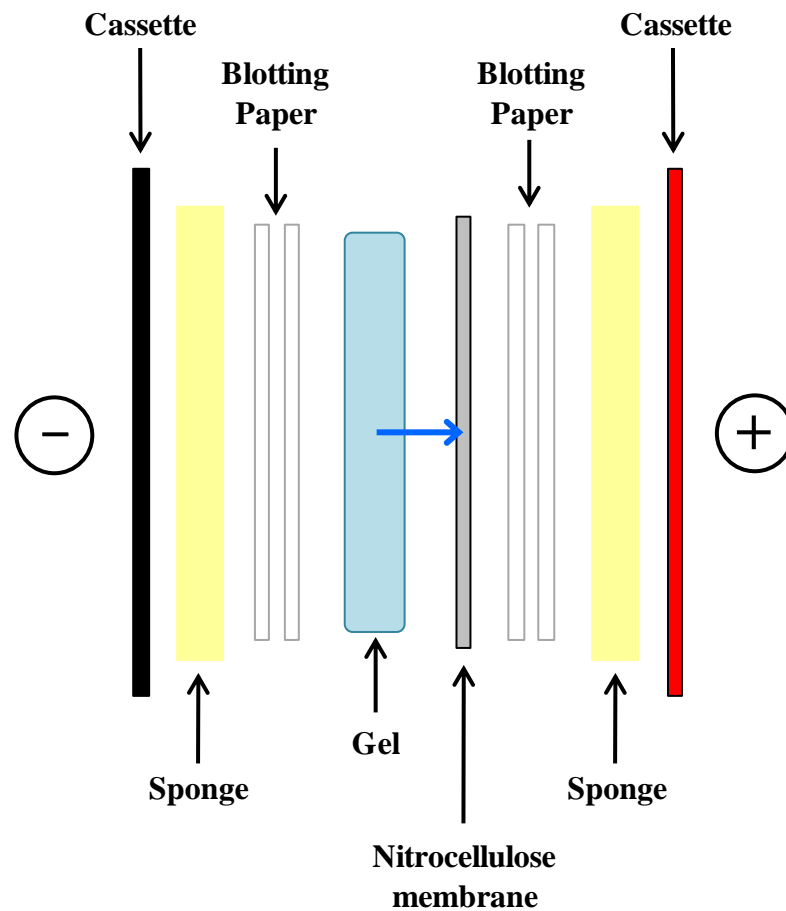 Cassette
Cassette
Blotting
Paper
Blotting
Paper
−
+
Gel
Sponge
Sponge
Nitrocellulose
membrane